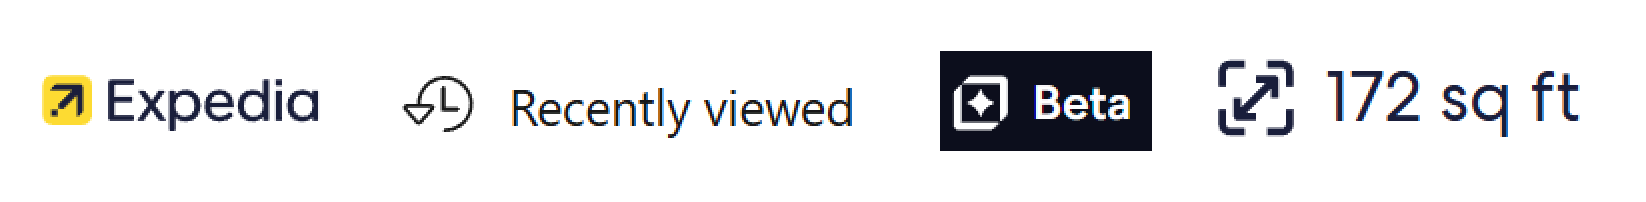 Expedia
Recently viewed
Beta
172 sq ft